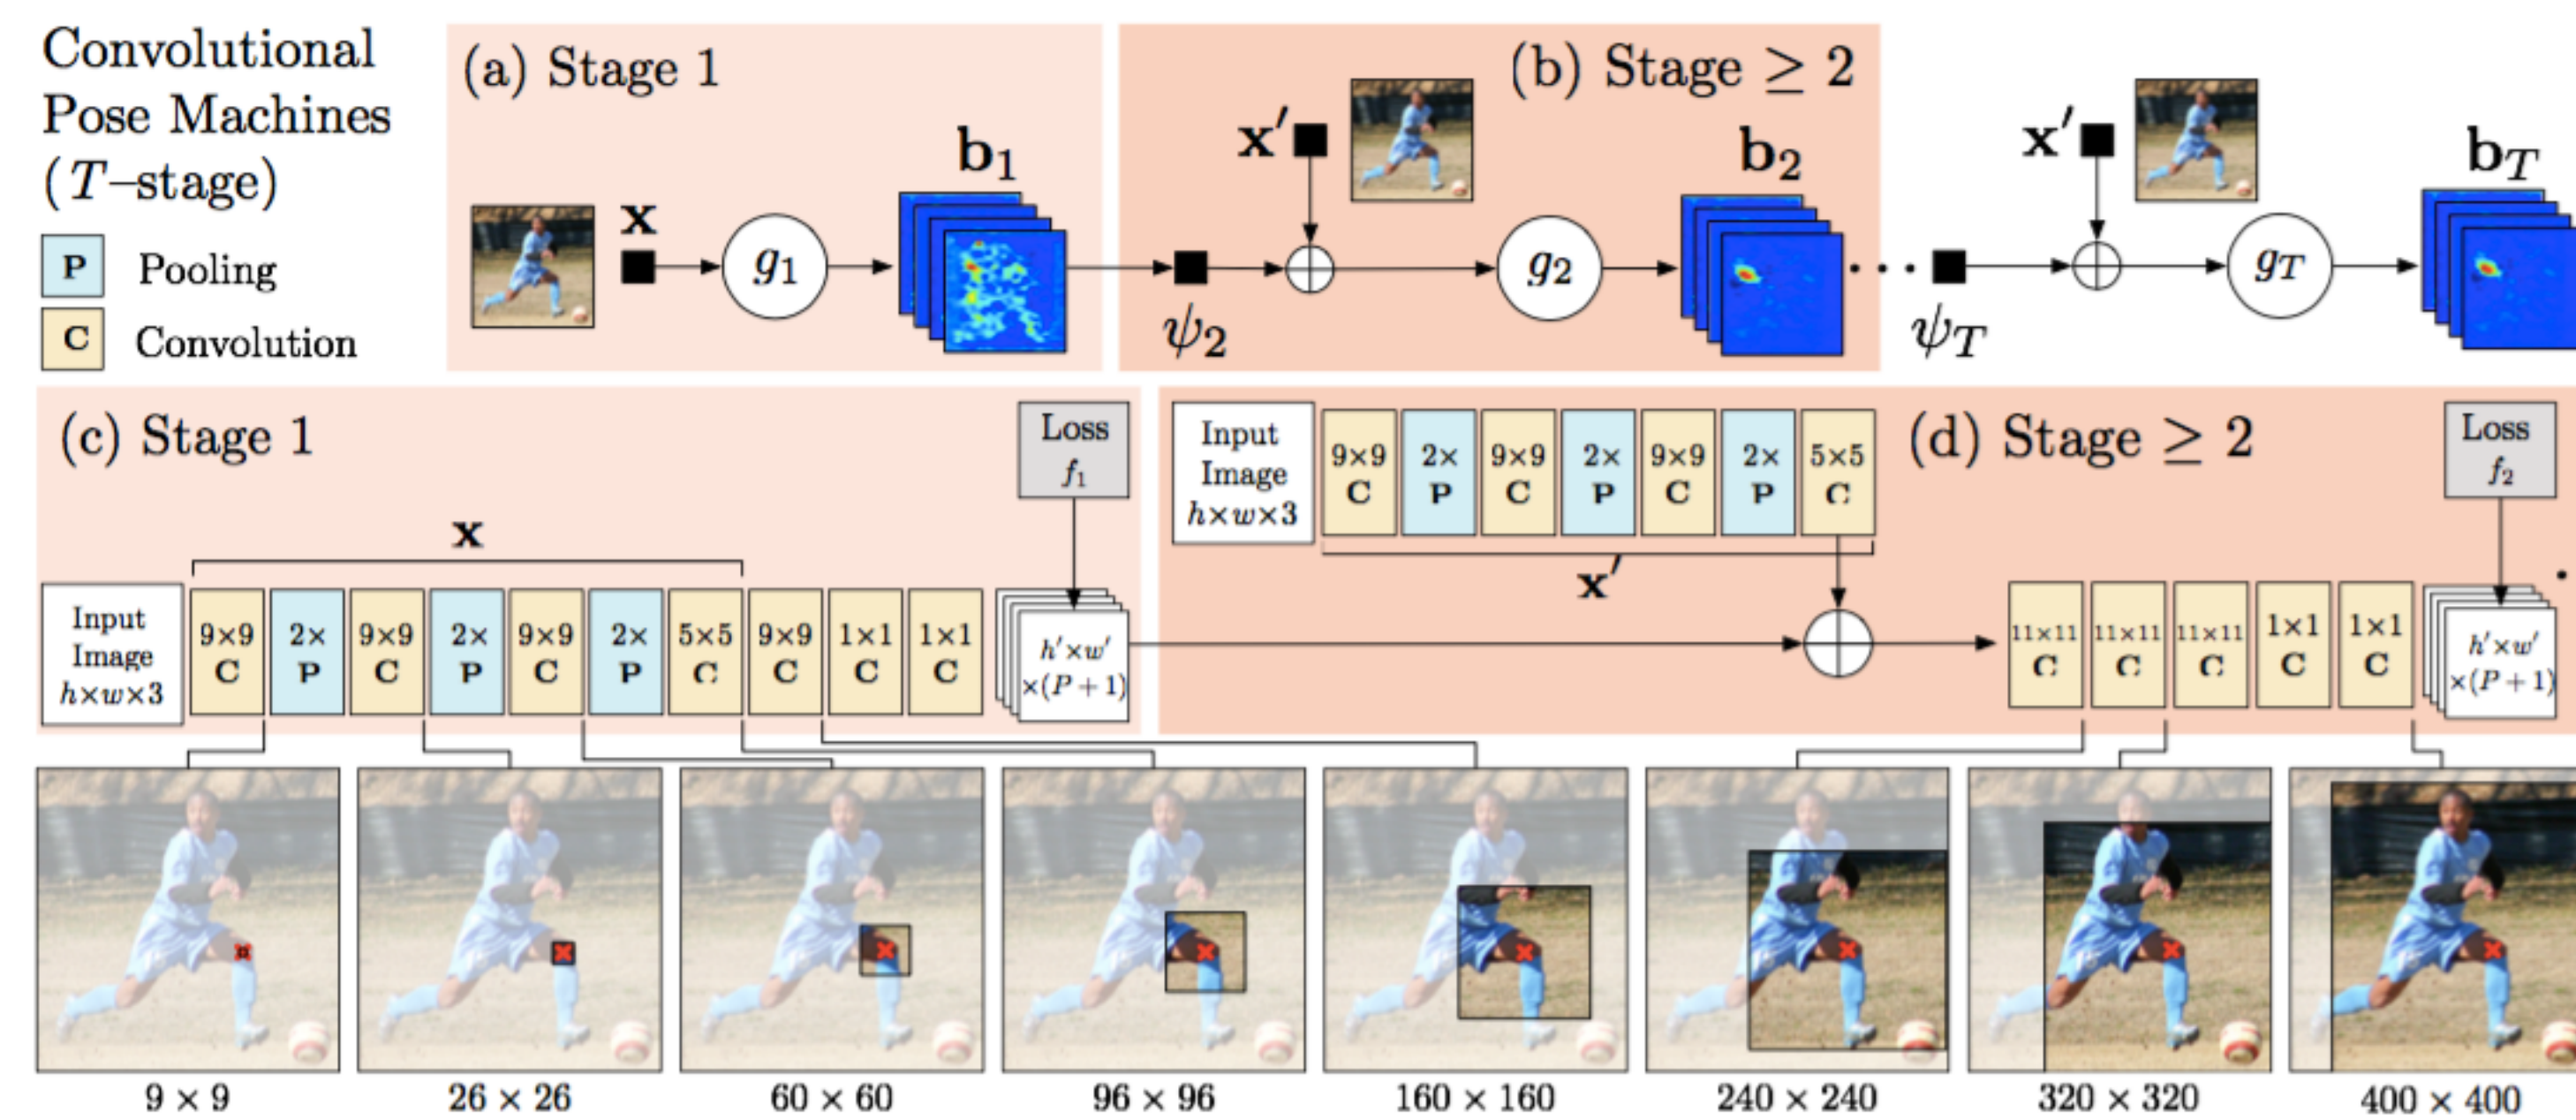 Convolutional
Pose Machines
(T–stage)
P Pooling
C Convolution
(a) Stage 1
x
g1
b1
(b) Stage ≥ 2
x′
ψ2
g2
b2
x′
ψT
gT
bT
(c) Stage 1
Loss
f1
x
Input
Image
h×w×3
9×9 C
2× P
9×9 C
2× P
9×9 C
2× P
5×5 C
9×9 C
1×1 C
1×1 C
h′×w′
×(P + 1)
Input
Image
h×w×3
9×9 C
2× P
9×9 C
2× P
9×9 C
2× P
5×5 C
x′
(d) Stage ≥ 2
Loss
f2
11×11 C
11×11 C
11×11 C
1×1 C
1×1 C
h′×w′
×(P + 1)
9 × 9
26 × 26
60 × 60
96 × 96
160 × 160
240 × 240
320 × 320
400 × 400